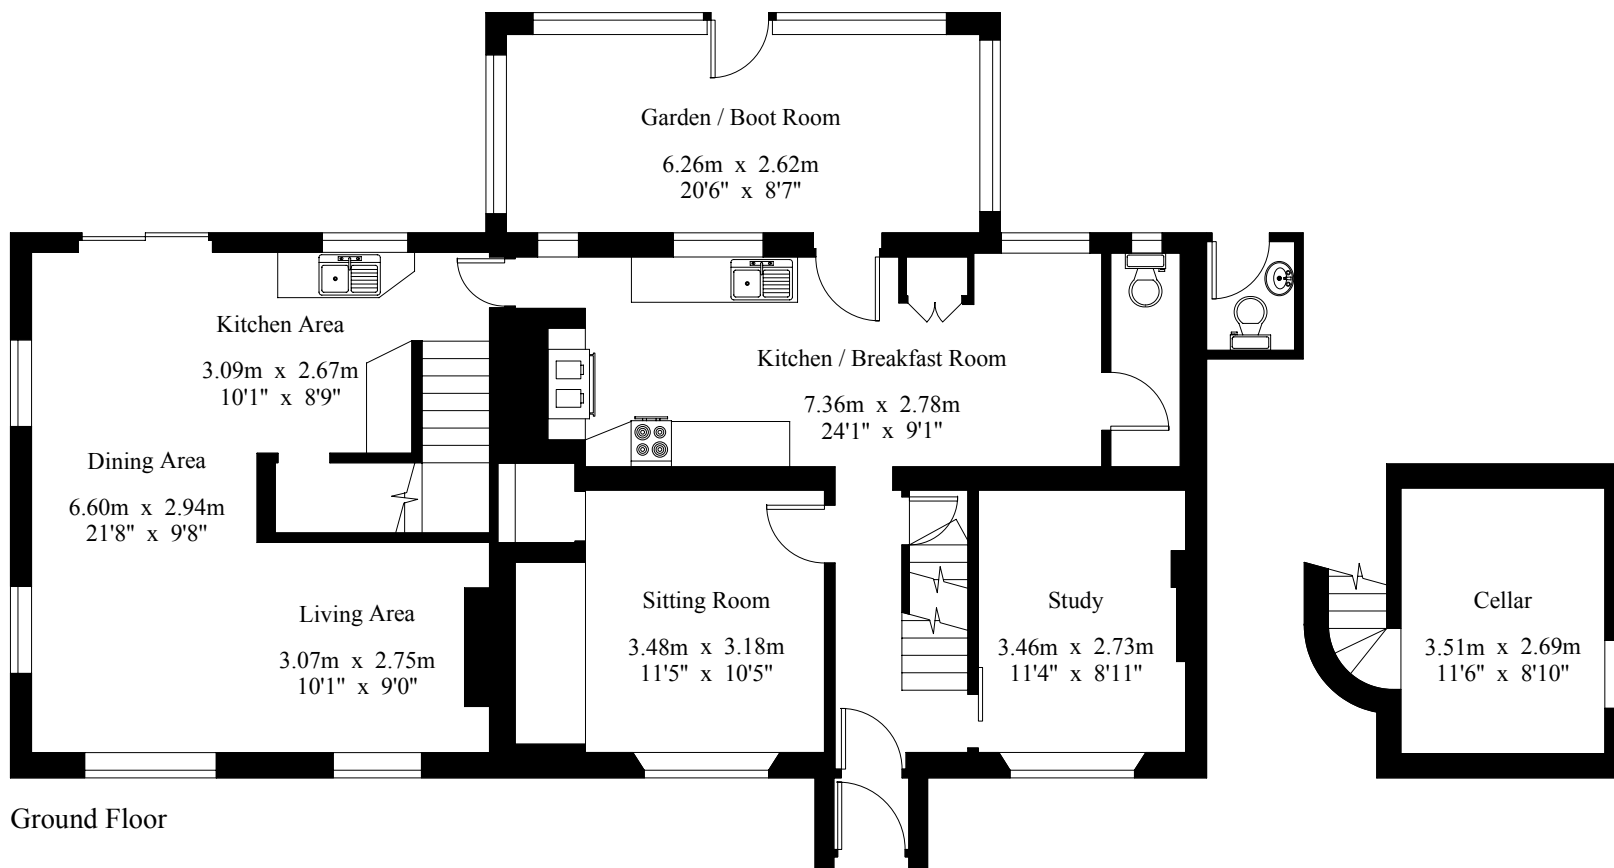 Garden / Boot Room
6.26m x 2.62m
20'6" x 8'7"
Kitchen Area
3.09m x 2.67m
10'1" x 8'9"
Kitchen / Breakfast Room
7.36m x 2.78m
24'1" x 9'1"
Dining Area
6.60m x 2.94m
21'8" x 9'8"
Living Area
3.07m x 2.75m
10'1" x 9'0"
Sitting Room
3.48m x 3.18m
11'5" x 10'5"
Study
3.46m x 2.73m
11'4" x 8'11"
Cellar
3.51m x 2.69m
11'6" x 8'10"
Ground Floor